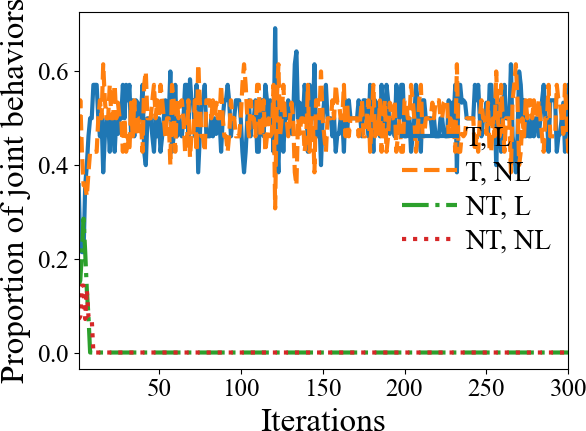 Proportion of joint behaviors
0.6
0.4
0.2
0.0
T, L
T, NL
NT, L
NT, NL
50
100
150
200
250
300
Iterations